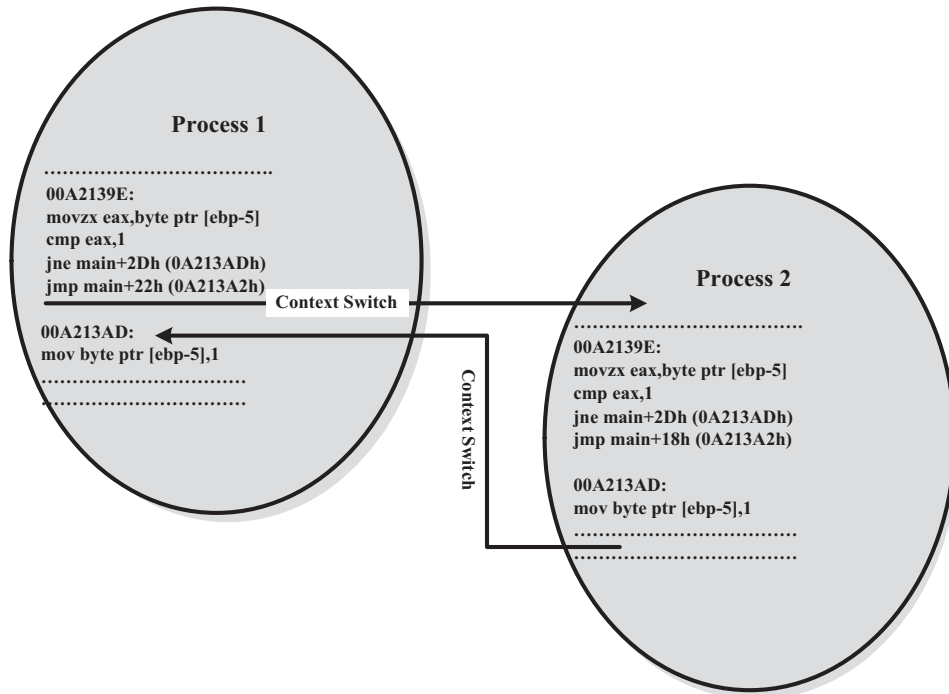 Process 1
......................................
00A2139E:
movzx eax,byte ptr [ebp-5]
cmp eax,1
jne main+2Dh (0A213ADh)
jmp main+22h (0A213A2h)
Context Switch
00A213AD:
mov byte ptr [ebp-5],1
..................................
..................................
Context Switch
Process 2
......................................
00A2139E:
movzx eax,byte ptr [ebp-5]
cmp eax,1
jne main+2Dh (0A213ADh)
jmp main+18h (0A213A2h)
00A213AD:
mov byte ptr [ebp-5],1
.....................................
.....................................